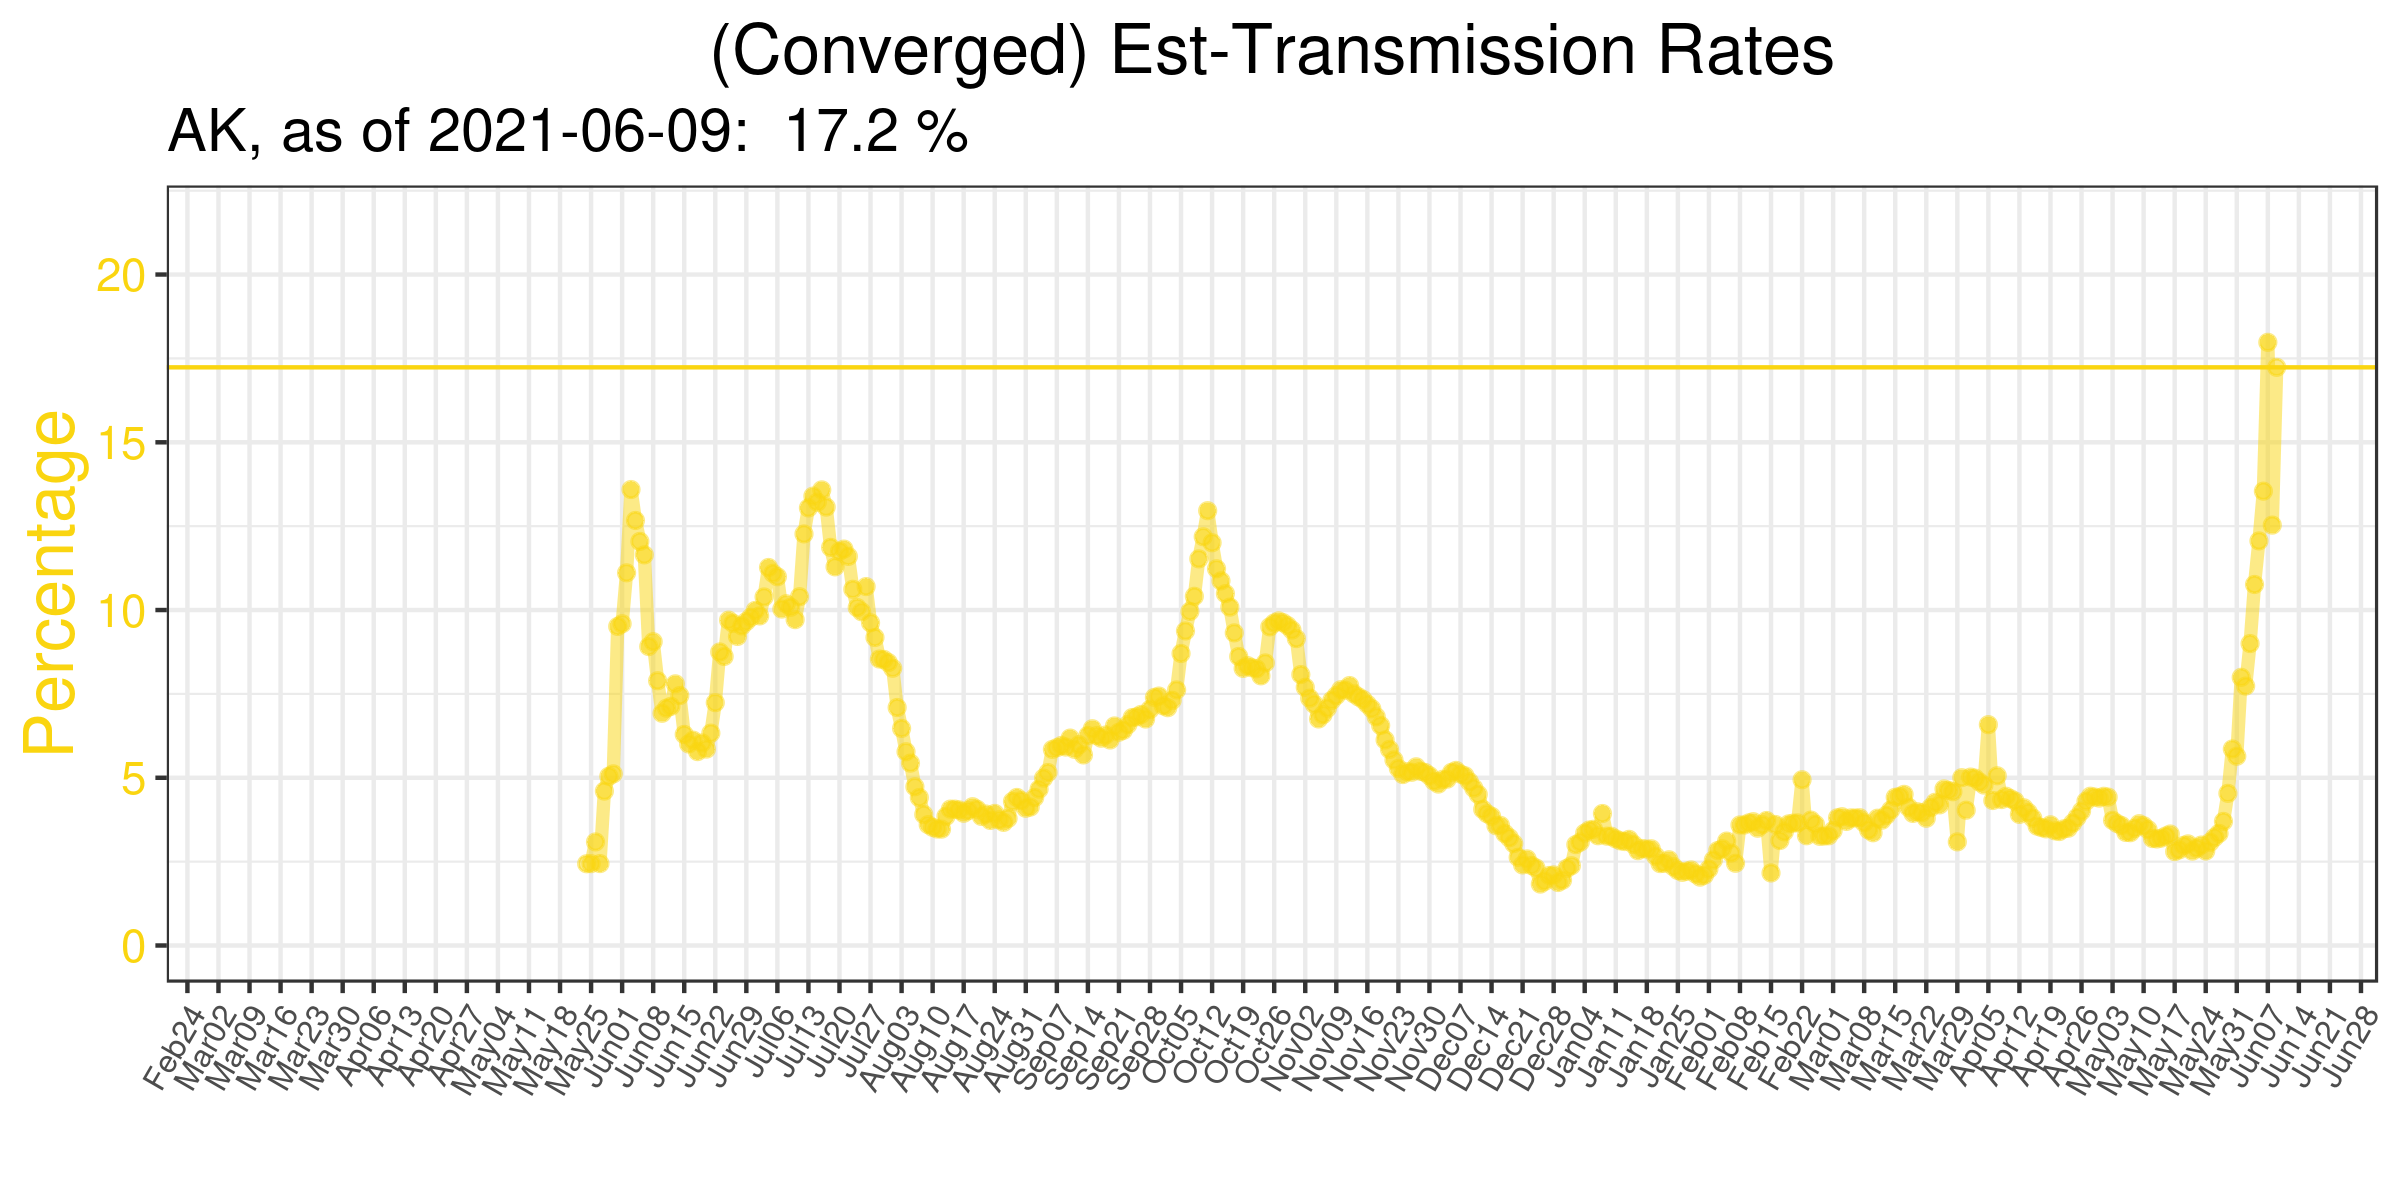 (Converged) Est-Transmission Rates
AK, as of 2021-06-09:  17.2 %
Percentage
20
15
10
5
0
Feb24
Mar02
Mar09
Mar16
Mar23
Mar30
Apr06
Apr13
Apr20
Apr27
May04
May11
May18
May25
Jun01
Jun08
Jun15
Jun22
Jun29
Jul06
Jul13
Jul20
Jul27
Aug03
Aug10
Aug17
Aug24
Aug31
Sep07
Sep14
Sep21
Sep28
Oct05
Oct12
Oct19
Oct26
Nov02
Nov09
Nov16
Nov23
Nov30
Dec07
Dec14
Dec21
Dec28
Jan04
Jan11
Jan18
Jan25
Feb01
Feb08
Feb15
Feb22
Mar01
Mar08
Mar15
Mar22
Mar29
Apr05
Apr12
Apr19
Apr26
May03
May10
May17
May24
May31
Jun07
Jun14
Jun21
Jun28